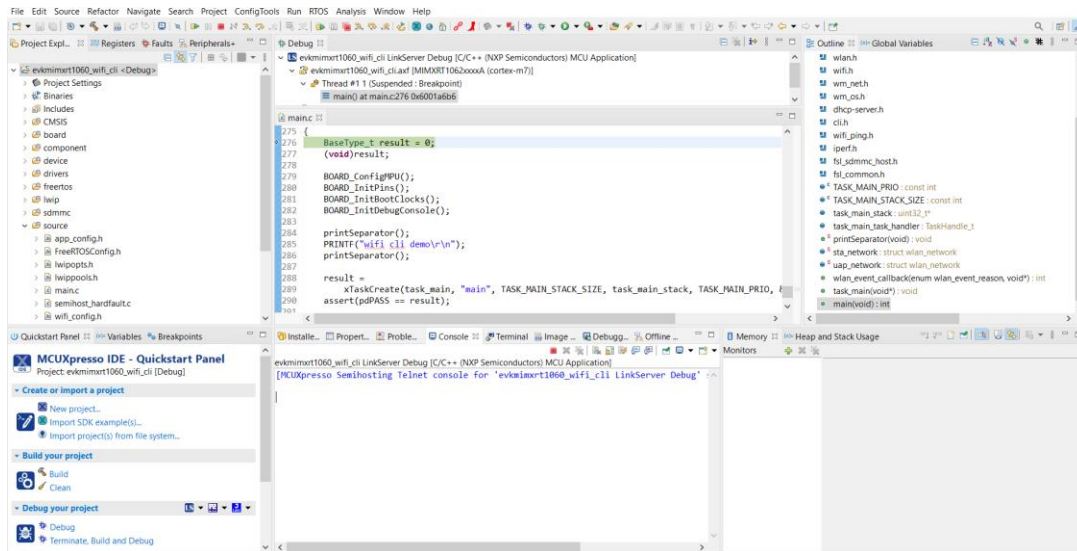 File Edit Source Refactor Navigate Search Project ConfigTools Run RTOS Analysis Window Help
Project Expl... Registers Faults Peripherals+
evkmimxrt1060_wifi_cli <Debug>
Project Settings
Binaries
Includes
CMSIS
board
component
device
drivers
freertos
lwip
sdmmc
source
app_config.h
FreeRTOSConfig.h
lwipopts.h
lwippools.h
main.c
semihost_hardfault.c
wifi_config.h
Debug
evkmimxrt1060_wifi_cli LinkServer Debug [C/C++ (NXP Semiconductors) MCU Application]
evkmimxrt1060_wifi_cli.axf [MIMXRT1062xxxxA (cortex-m7)]
Thread #1 1 (Suspended : Breakpoint)
main() at main.c:276 0x6001a6b6
main.c
275 {
276 BaseType_t result = 0;
277 (void)result;
278
279 BOARD_ConfigMPU();
280 BOARD_InitPins();
281 BOARD_InitBootClocks();
282 BOARD_InitDebugConsole();
283
284 printSeparator();
285 PRINTF("wifi cli demo\r\n");
286 printSeparator();
287
288 result =
289 xTaskCreate(task_main, "main", TASK_MAIN_STACK_SIZE, task_main_stack, TASK_MAIN_PRIO, &
290 assert(pdPASS == result);
291
Outline Global Variables
wlan.h
wifi.h
wm_net.h
wm_os.h
dhcp-server.h
cli.h
wifi_ping.h
iperf.h
fsl_sdmmc_host.h
fsl_common.h
TASK_MAIN_PRIO : const int
TASK_MAIN_STACK_SIZE : const int
task_main_stack : uint32_t*
task_main_task_handler : TaskHandle_t
printSeparator(void) : void
sta_network : struct wlan_network
uap_network : struct wlan_network
wlan_event_callback(enum wlan_event_reason, void*) : int
task_main(void*) : void
main(void) : int
Quickstart Panel Variables Breakpoints
MCUXpresso IDE - Quickstart Panel
IDE Project: evkmimxrt1060_wifi_cli [Debug]
Create or import a project
New project...
Import SDK example(s)...
Import project(s) from file system...
Build your project
Build
Clean
Debug your project
Debug
Terminate, Build and Debug
Installe... Propert... Proble... Console Terminal Image ... Debugg... Offline ...
evkmimxrt1060_wifi_cli LinkServer Debug [C/C++ (NXP Semiconductors) MCU Application]
[MCUXpresso Semihosting Telnet console for 'evkmimxrt1060_wifi_cli LinkServer Debug'
Memory Heap and Stack Usage
Monitors